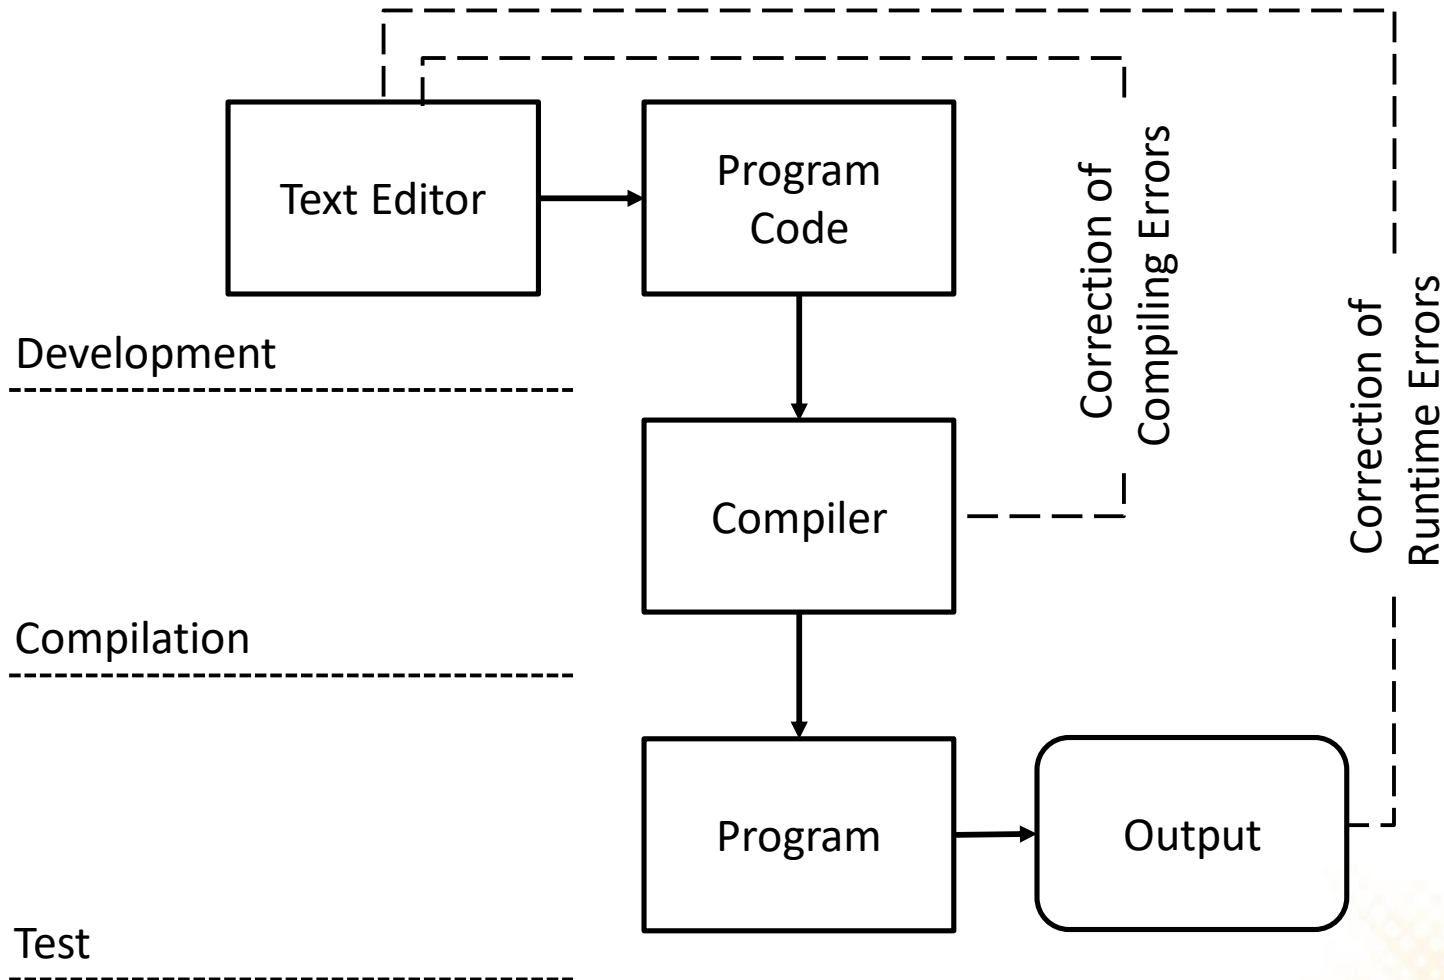 Text Editor
Program
Code
Correction of
Compiling Errors
Correction of
Runtime Errors
Development
Compiler
Compilation
Program
Output
Test